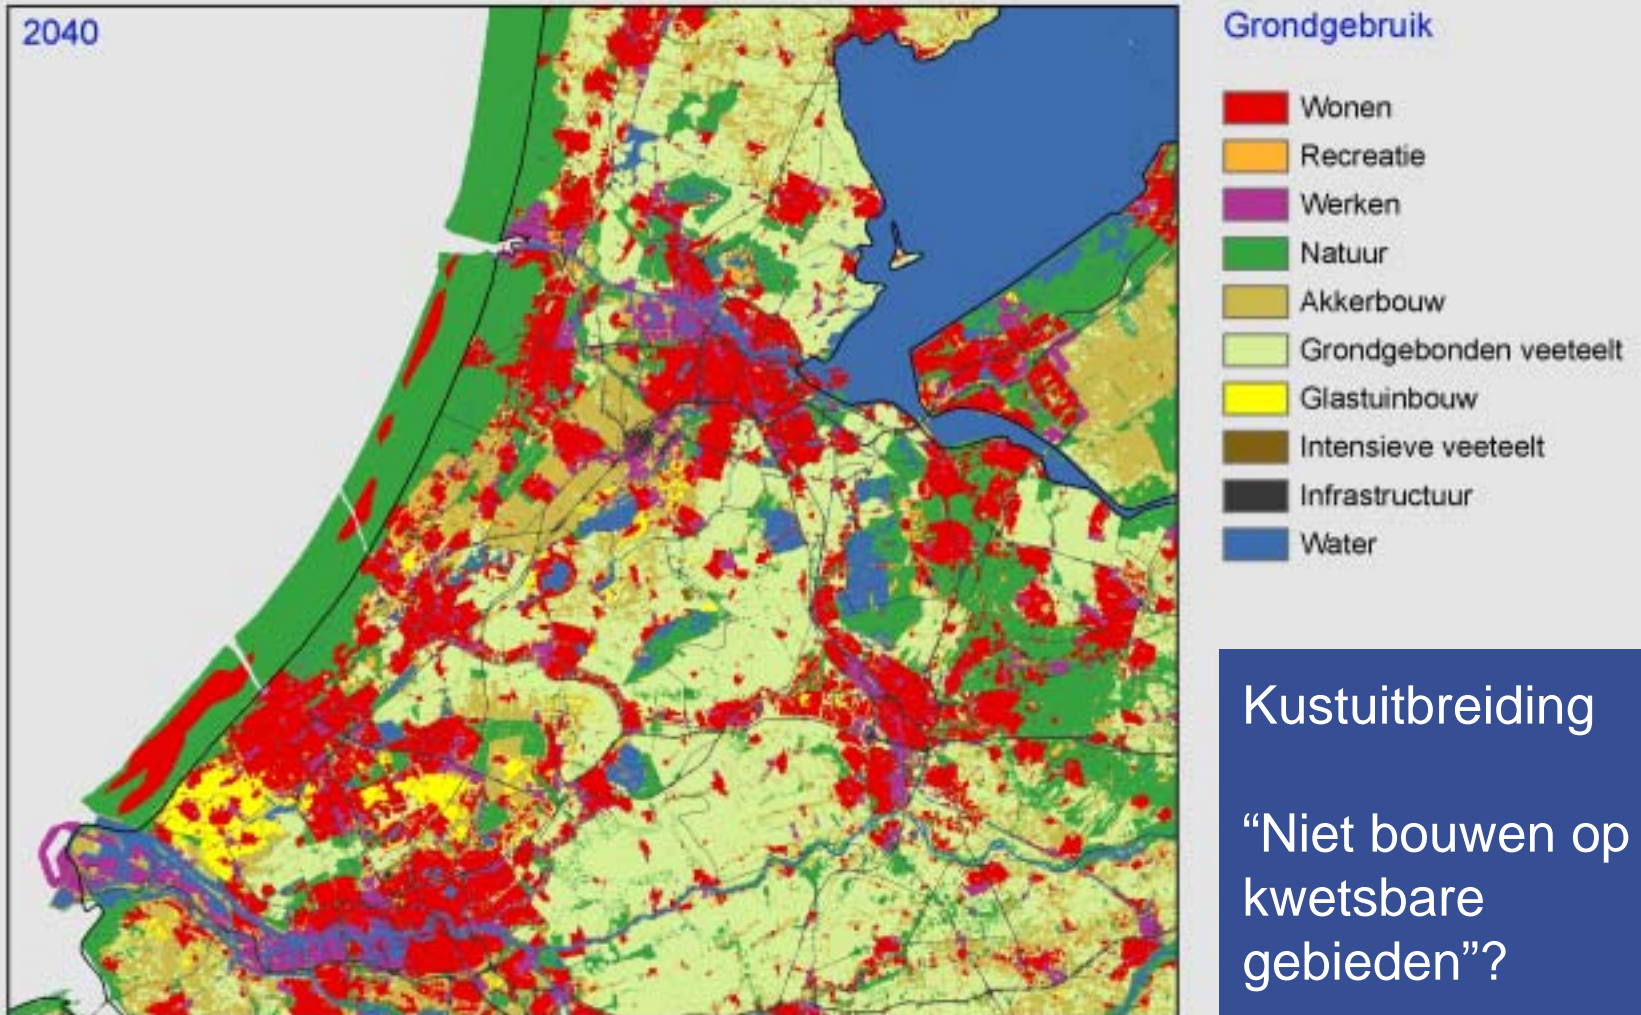 2040
Grondgebruik
Wonen
Recreatie
Werken
Natuur
Akkerbouw
Grondgebonden veeteelt
Glastuinbouw
Intensieve veeteelt
Infrastructuur
Water
Kustuitbreiding
“Niet bouwen op
kwetsbare
gebieden”?